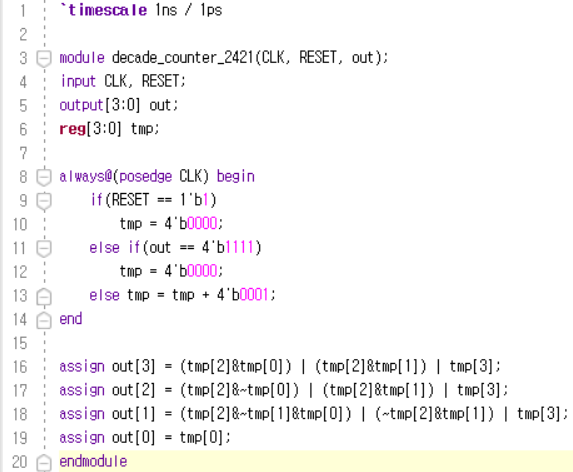 1 `timescale 1ns / 1ps
2
3 module decade_counter_2421(CLK, RESET, out);
4 input CLK, RESET;
5 output[3:0] out;
6 reg[3:0] tmp;
7
8 always@(posedge CLK) begin
9 if(RESET == 1'b1)
10 tmp = 4'b0000;
11 else if(out == 4'b1111)
12 tmp = 4'b0000;
13 else tmp = tmp + 4'b0001;
14 end
15
16 assign out[3] = (tmp[2]&tmp[0]) | (tmp[2]&tmp[1]) | tmp[3];
17 assign out[2] = (tmp[2]&~tmp[0]) | (tmp[2]&tmp[1]) | tmp[3];
18 assign out[1] = (tmp[2]&~tmp[1]&tmp[0]) | (~tmp[2]&tmp[1]) | tmp[3];
19 assign out[0] = tmp[0];
20 endmodule